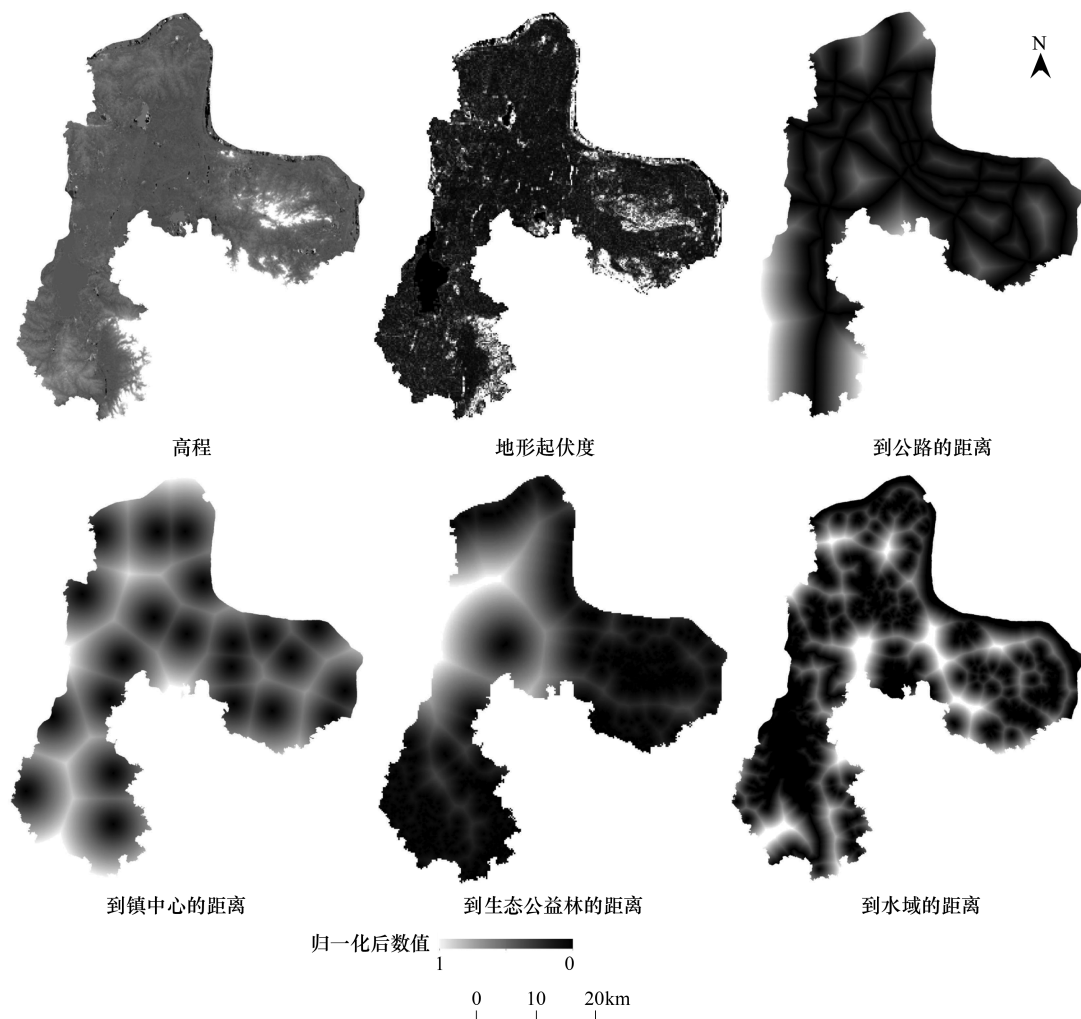 N
高程
地形起伏度
到公路的距离
到镇中心的距离
到生态公益林的距离
到水域的距离
归一化后数值
1 0
0 10 20km